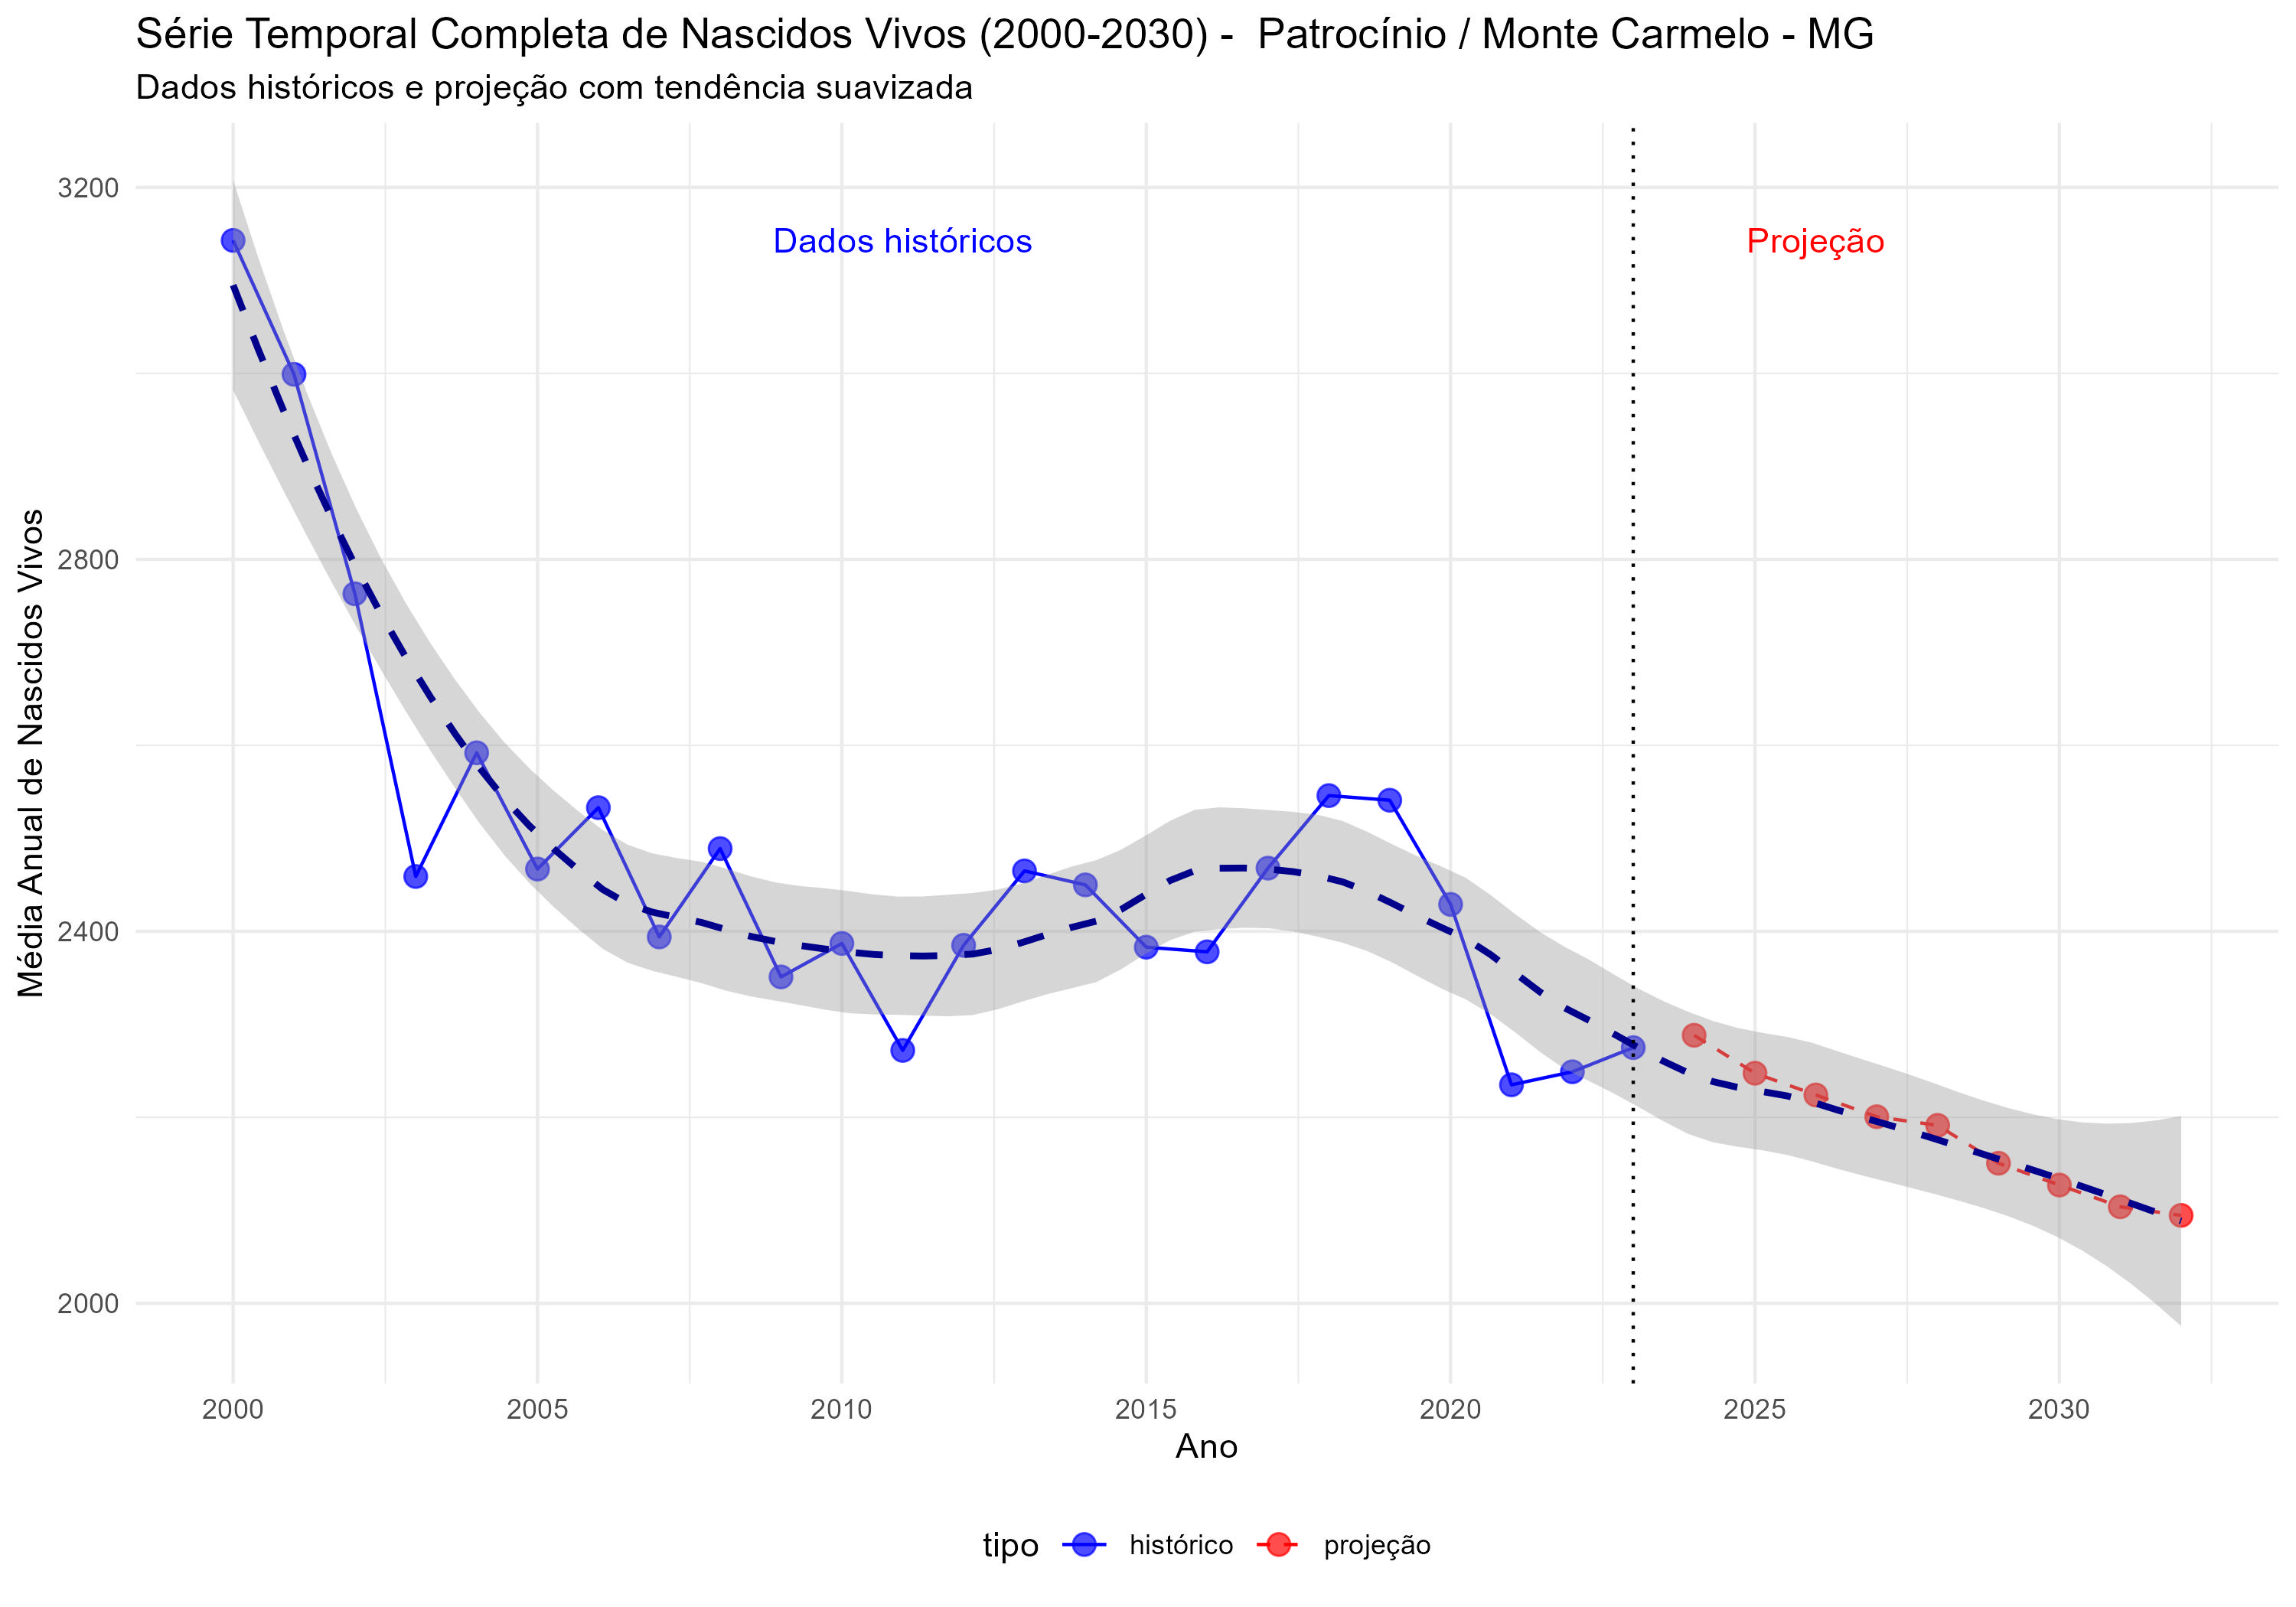 Série Temporal Completa de Nascidos Vivos (2000-2030) -  Patrocínio / Monte Carmelo - MG
Dados históricos e projeção com tendência suavizada
Média Anual de Nascidos Vivos
3200
2800
2400
2000
Dados históricos
Projeção
2000
2005
2010
2015
2020
2025
2030
Ano
tipo
histórico
projeção